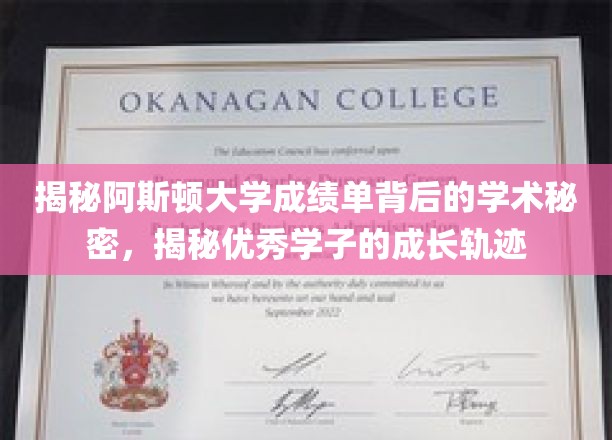 OKANAGAN COLLEGE
The Education Council has conferred upon
揭秘阿斯顿大学成绩单背后的学术秘
密，揭秘优秀学子的成长轨迹
In Witness Whereof and by the authority duly committed to us
we have hereunto set our hand and seal
September 2022